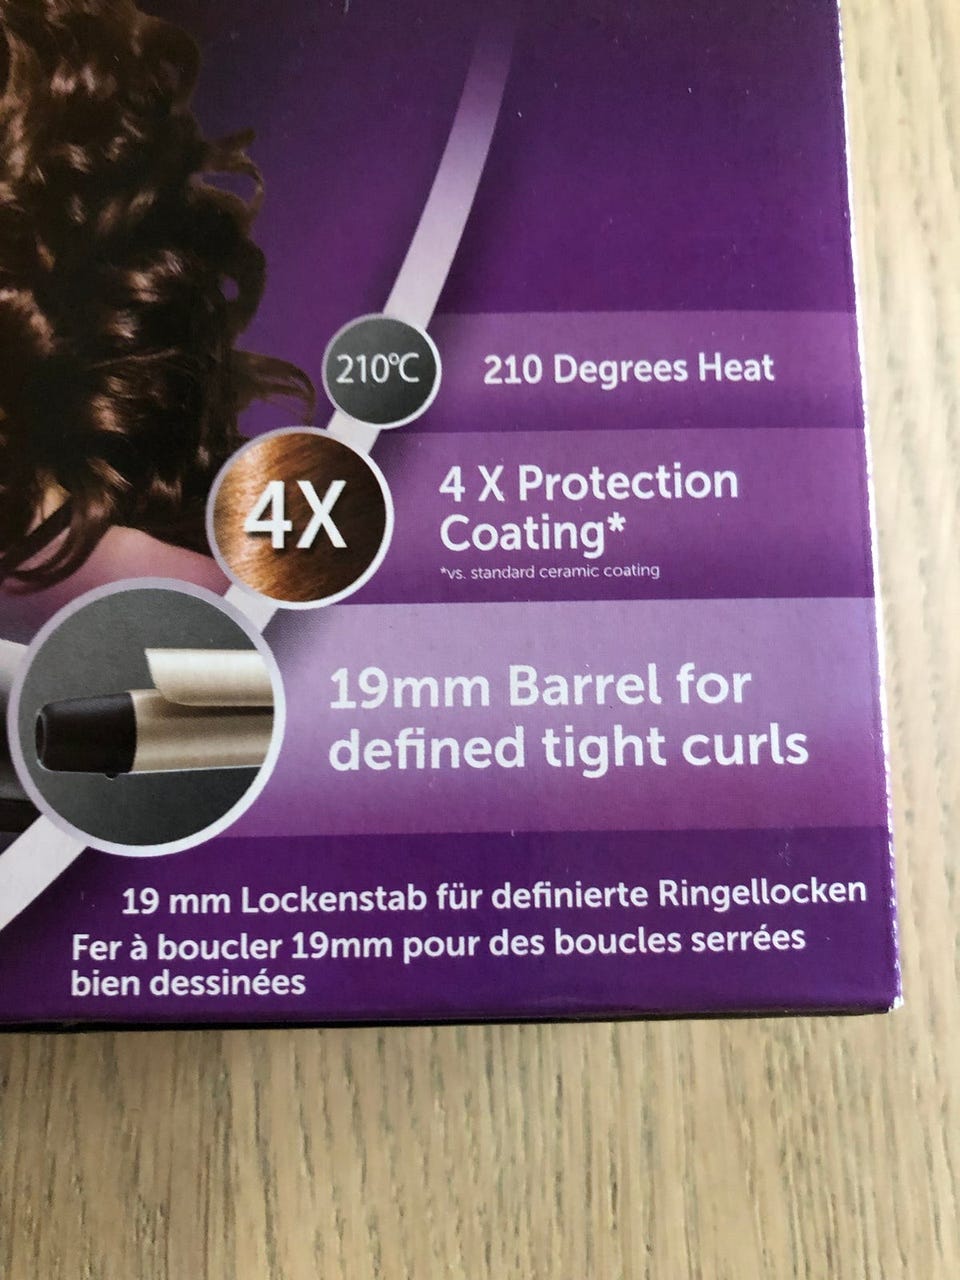 210°C
210 Degrees Heat
4X
4 X Protection
Coating*
*vs. standard ceramic coating
19mm Barrel for
defined tight curls
19 mm Lockenstab für definierte Ringellocken
Fer à boucler 19mm pour des boucles serrées
bien dessinées